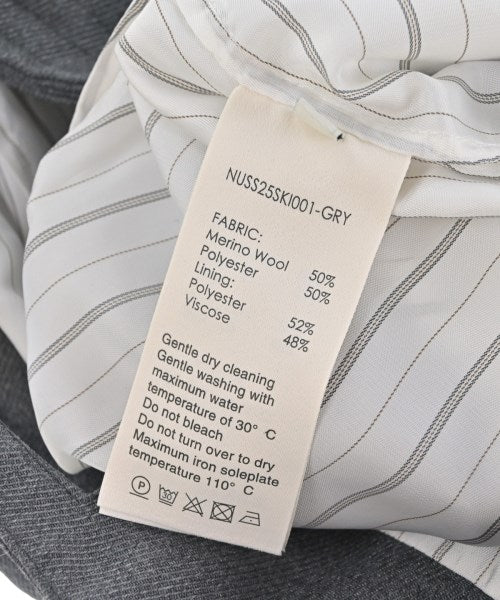 NUSS25SKI001-GRY
FABRIC:
Merino Wool 50%
Polyester 50%
Lining:
Polyester 52%
Viscose 48%
Gentle dry cleaning
Gentle washing with
maximum water
temperature of 30° C
Do not bleach
Do not turn over to dry
Maximum iron soleplate
temperature 110° C
P